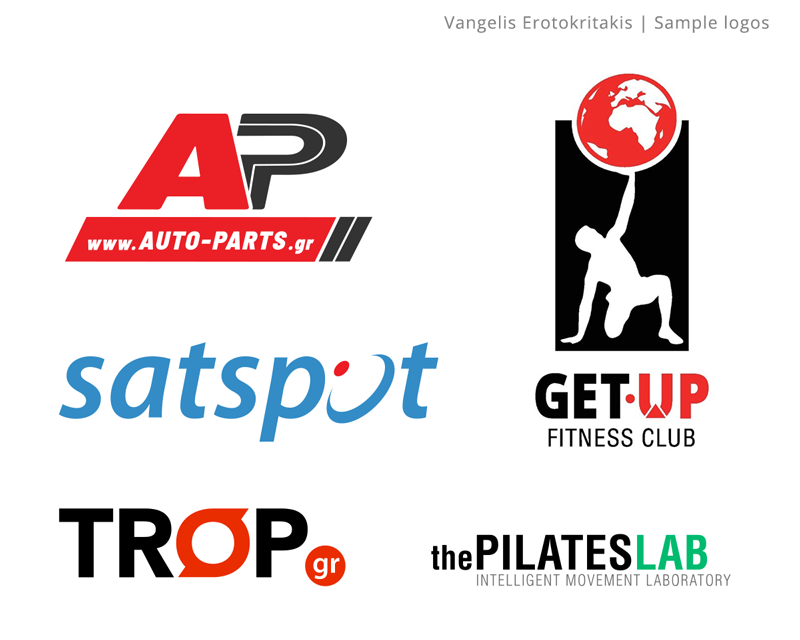 Vangelis Erotokritakis | Sample logos
AP
www.AUTO-PARTS.gr
satspot
TROP.gr
GET·UP
FITNESS CLUB
thePILATESLAB
INTELLIGENT MOVEMENT LABORATORY